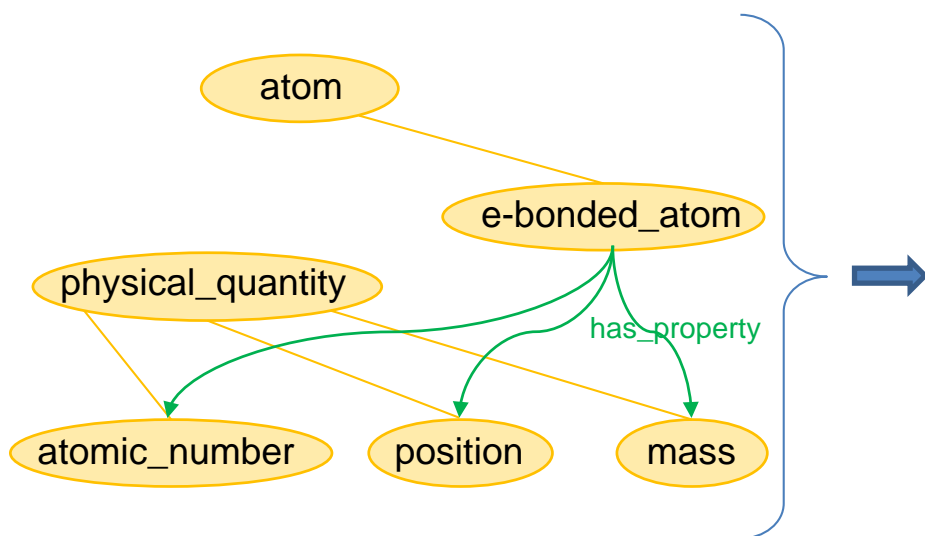 atom
e-bonded_atom
physical_quantity
has_property
atomic_number
position
mass